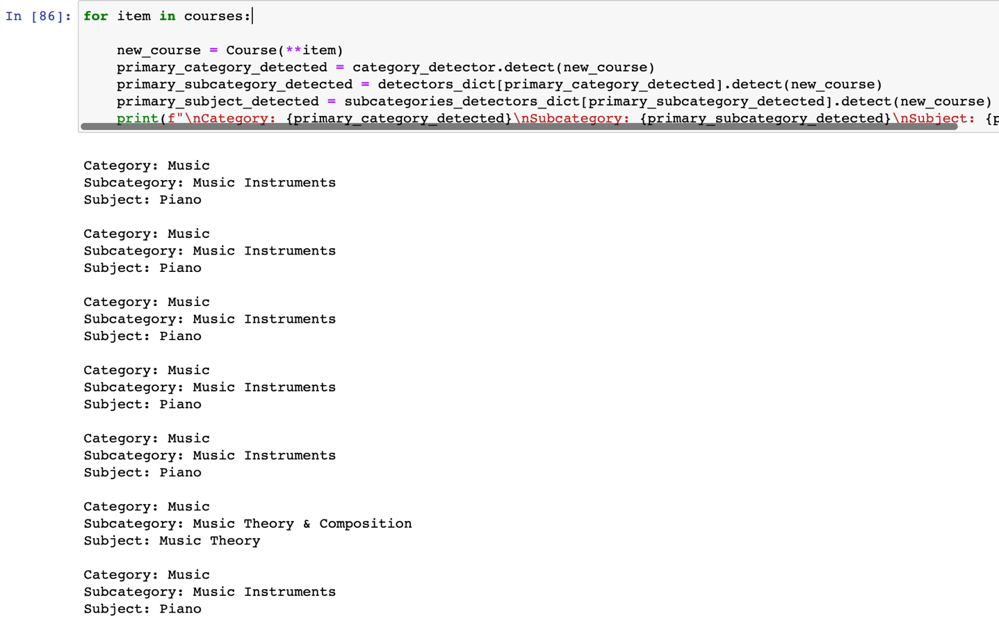 In [86]: for item in courses:
new_course = Course(**item)
primary_category_detected = category_detector.detect(new_course)
primary_subcategory_detected = detectors_dict[primary_category_detected].detect(new_course)
primary_subject_detected = subcategories_detectors_dict[primary_subcategory_detected].detect(new_course)
print(f"\nCategory: {primary_category_detected}\nSubcategory: {primary_subcategory_detected}\nSubject: {p
Category: Music
Subcategory: Music Instruments
Subject: Piano
Category: Music
Subcategory: Music Instruments
Subject: Piano
Category: Music
Subcategory: Music Instruments
Subject: Piano
Category: Music
Subcategory: Music Instruments
Subject: Piano
Category: Music
Subcategory: Music Instruments
Subject: Piano
Category: Music
Subcategory: Music Theory & Composition
Subject: Music Theory
Category: Music
Subcategory: Music Instruments
Subject: Piano